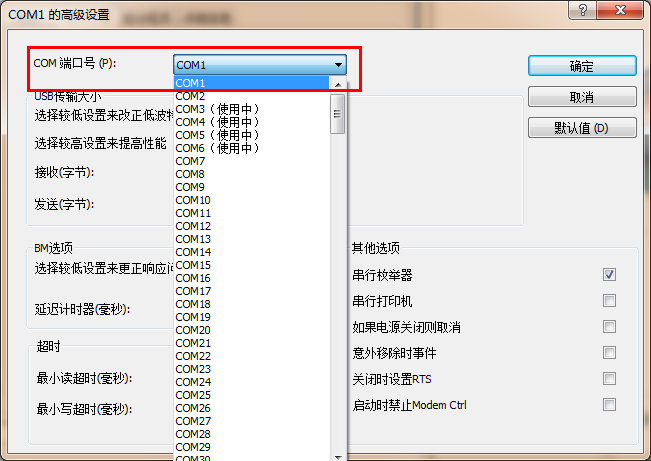 COM1 的高级设置
COM 端口号 (P):
COM1
确定
取消
默认值 (D)
COM1
COM2
COM3（使用中）
COM4（使用中）
COM5（使用中）
COM6（使用中）
COM7
COM8
COM9
COM10
COM11
COM12
COM13
COM14
COM15
COM16
COM17
COM18
COM19
COM20
COM21
COM22
COM23
COM24
COM25
COM26
COM27
COM28
COM29
COM30
USB传输大小
选择较低设置来改正低波特
选择较高设置来提高性能
接收(字节):
发送(字节):
BM选项
选择较低设置来更正响应
延迟计时器(毫秒):
超时
最小读超时(毫秒):
最小写超时(毫秒):
其他选项
串行枚举器
串行打印机
如果电源关闭则取消
意外移除时事件
关闭时设置RTS
启动时禁止Modem Ctrl